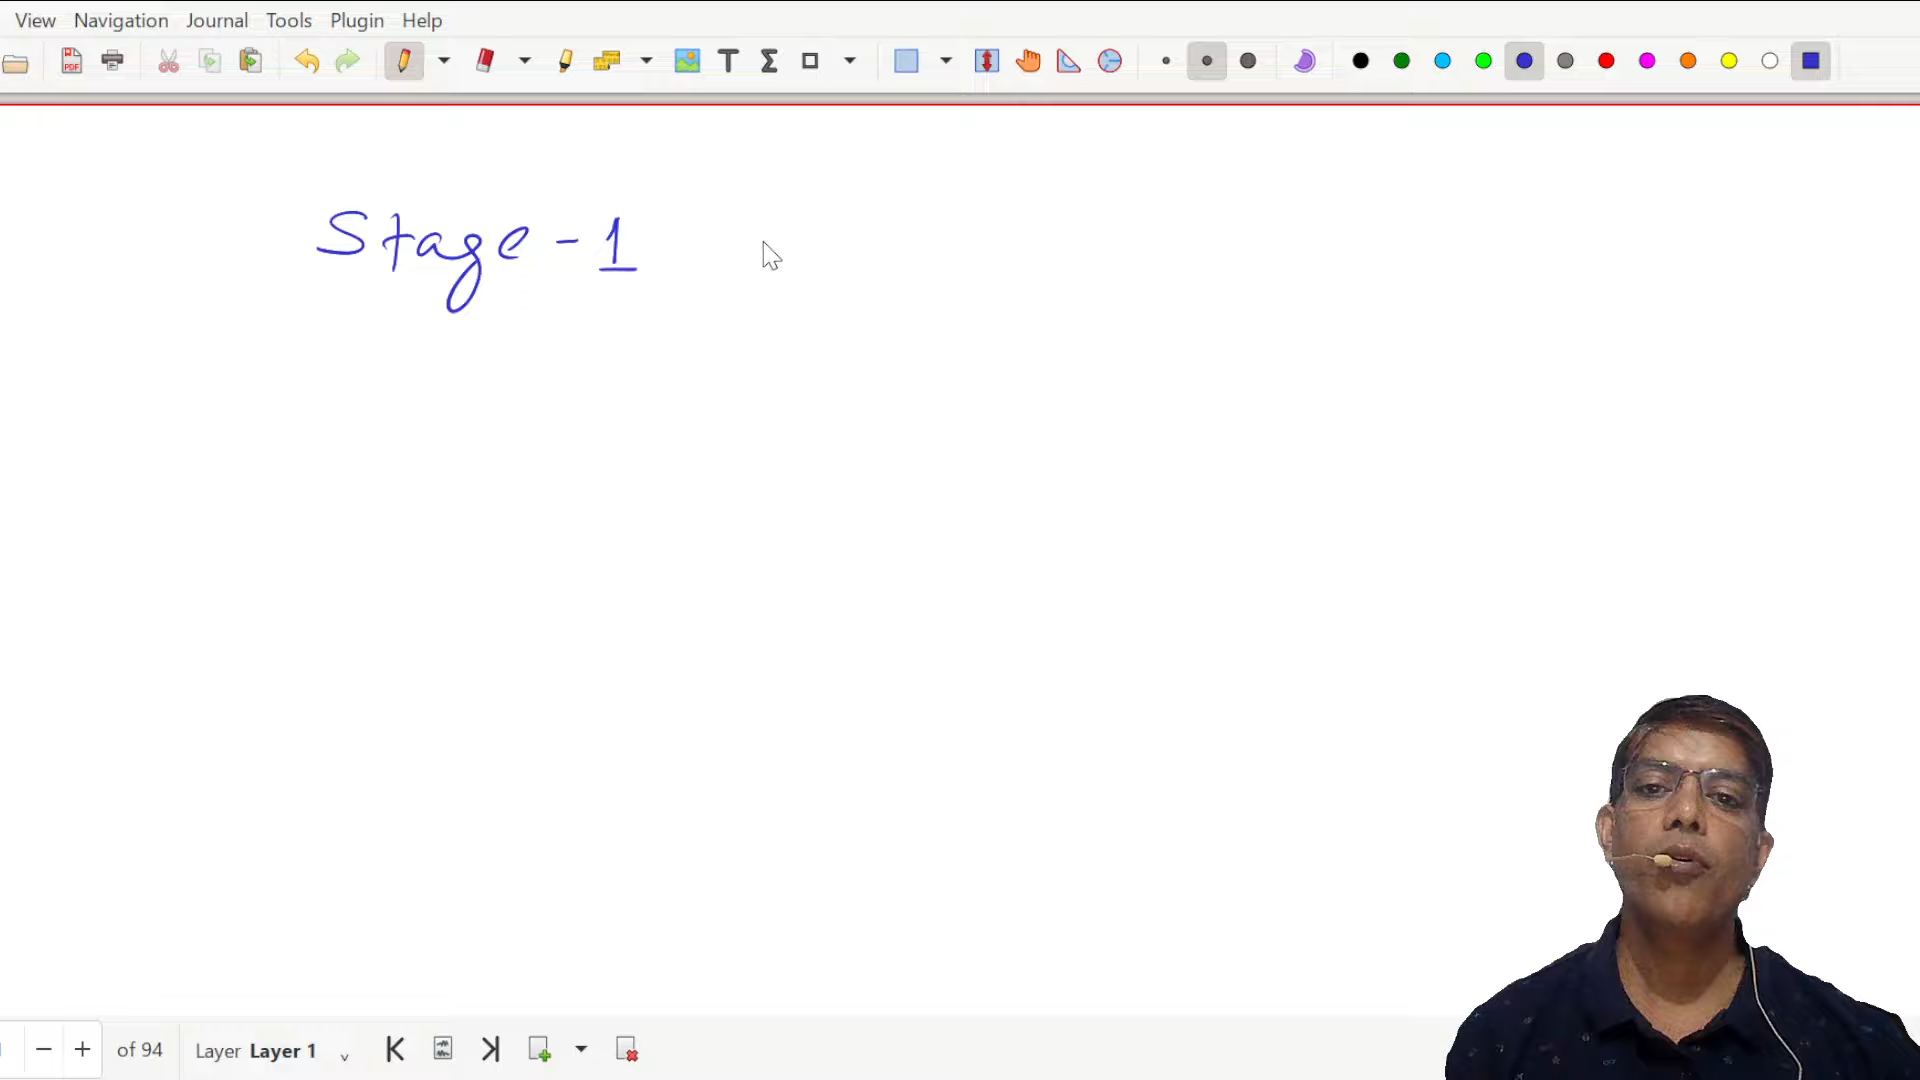 View Navigation Journal Tools Plugin Help
Stage - 1
of 94 Layer Layer 1